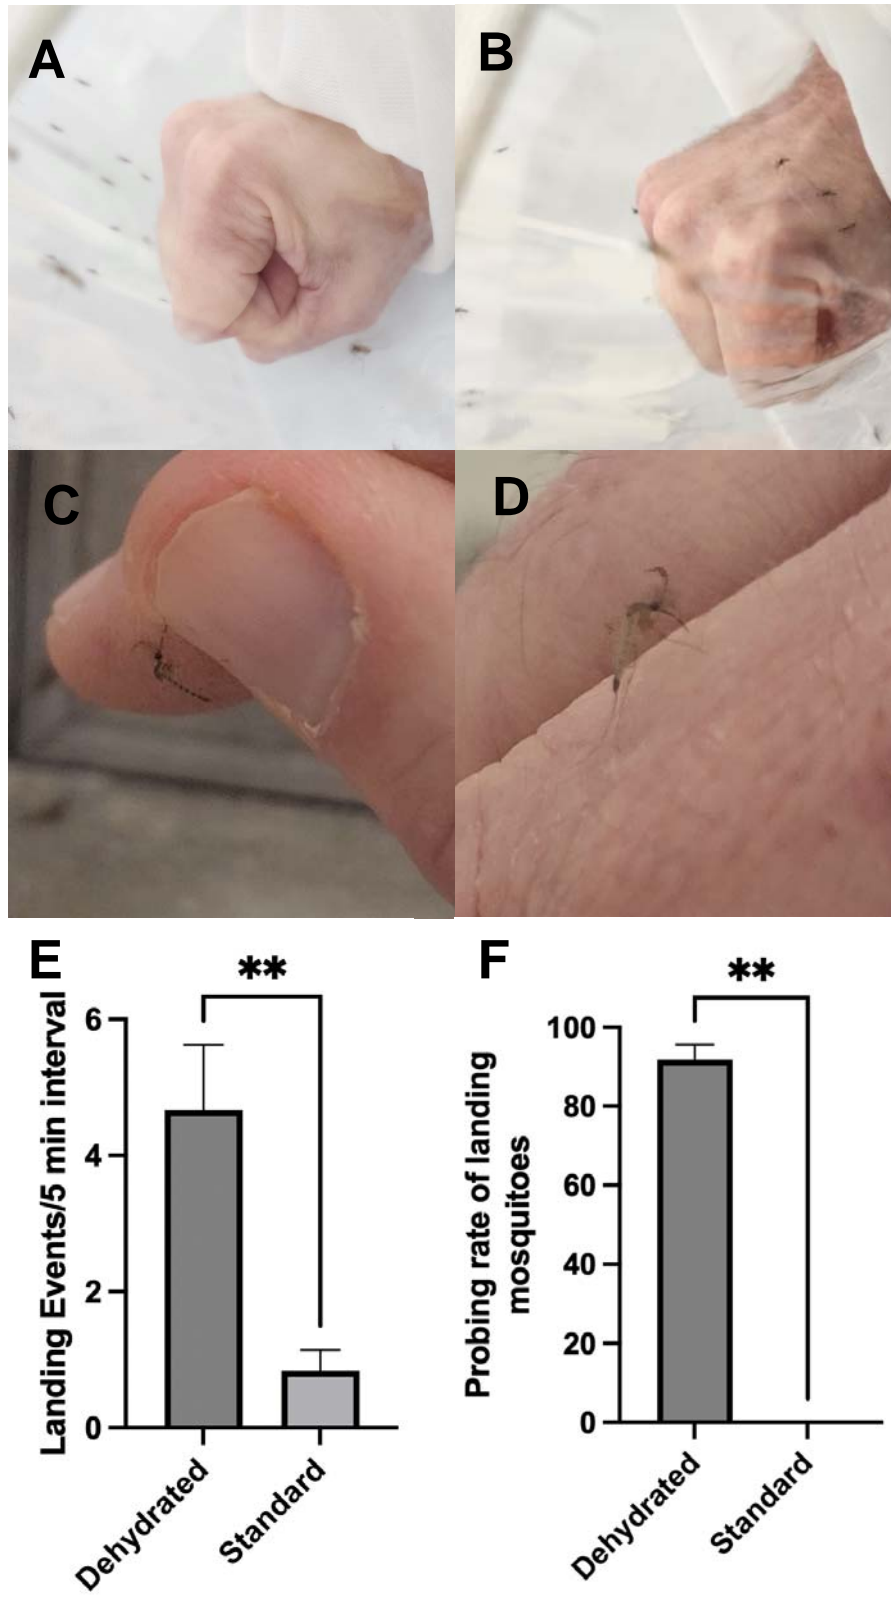 A
B
C
D
E
**
Landing Events/5 min interval
6
4
2
0
Dehydrated
Standard
F
**
Probing rate of landing
mosquitoes
100
80
60
40
20
0
Dehydrated
Standard